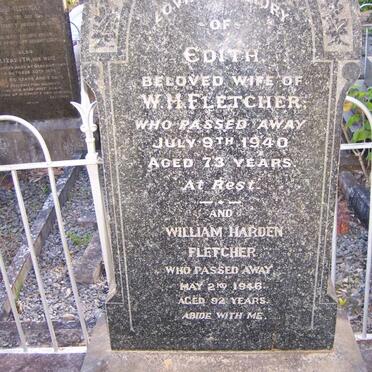 MEMORY
OF
EDITH,
BELOVED WIFE OF
W. H. FLETCHER.
WHO PASSED AWAY
JULY 9TH 1940
AGED 73 YEARS
At Rest.
AND
WILLIAM HARDEN
FLETCHER
WHO PASSED AWAY
MAY 2ND 1946
AGED 92 YEARS.
ABIDE WITH ME.